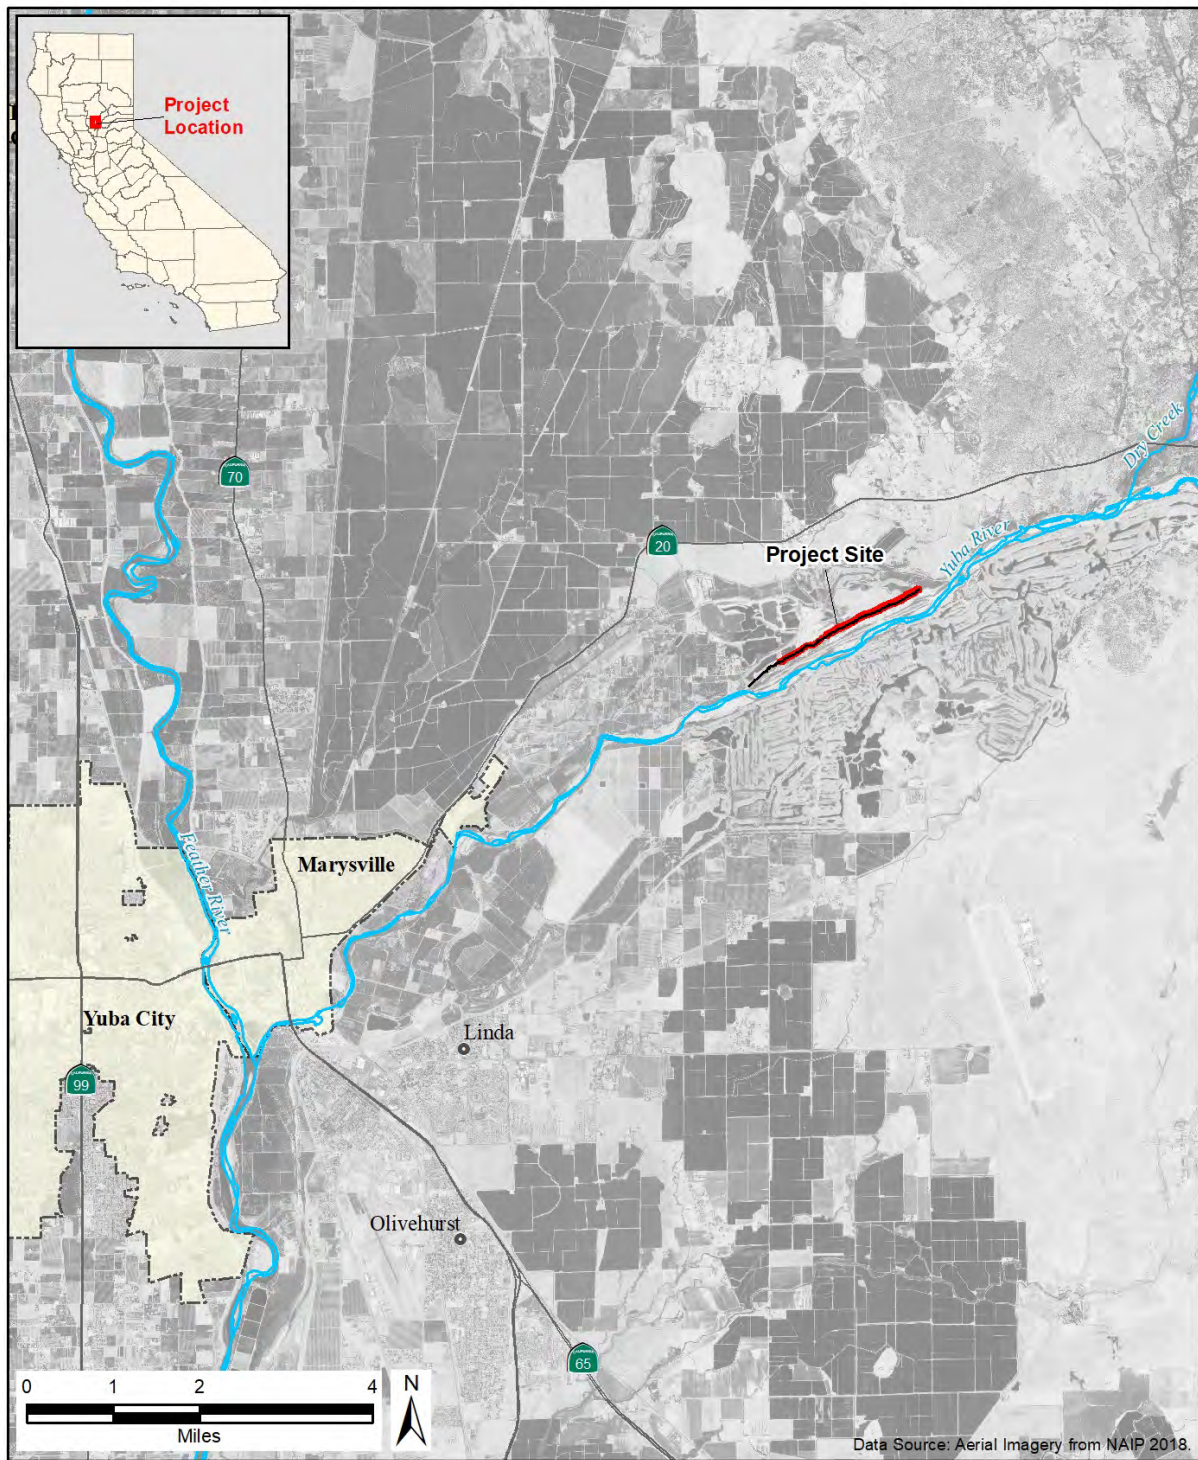 Project
Location
70
20
Dry Creek
Yuba River
Project Site
Feather River
Marysville
Yuba City
Linda
99
Olivehurst
65
0 1 2 4
Miles
N
Data Source: Aerial Imagery from NAIP 2018.